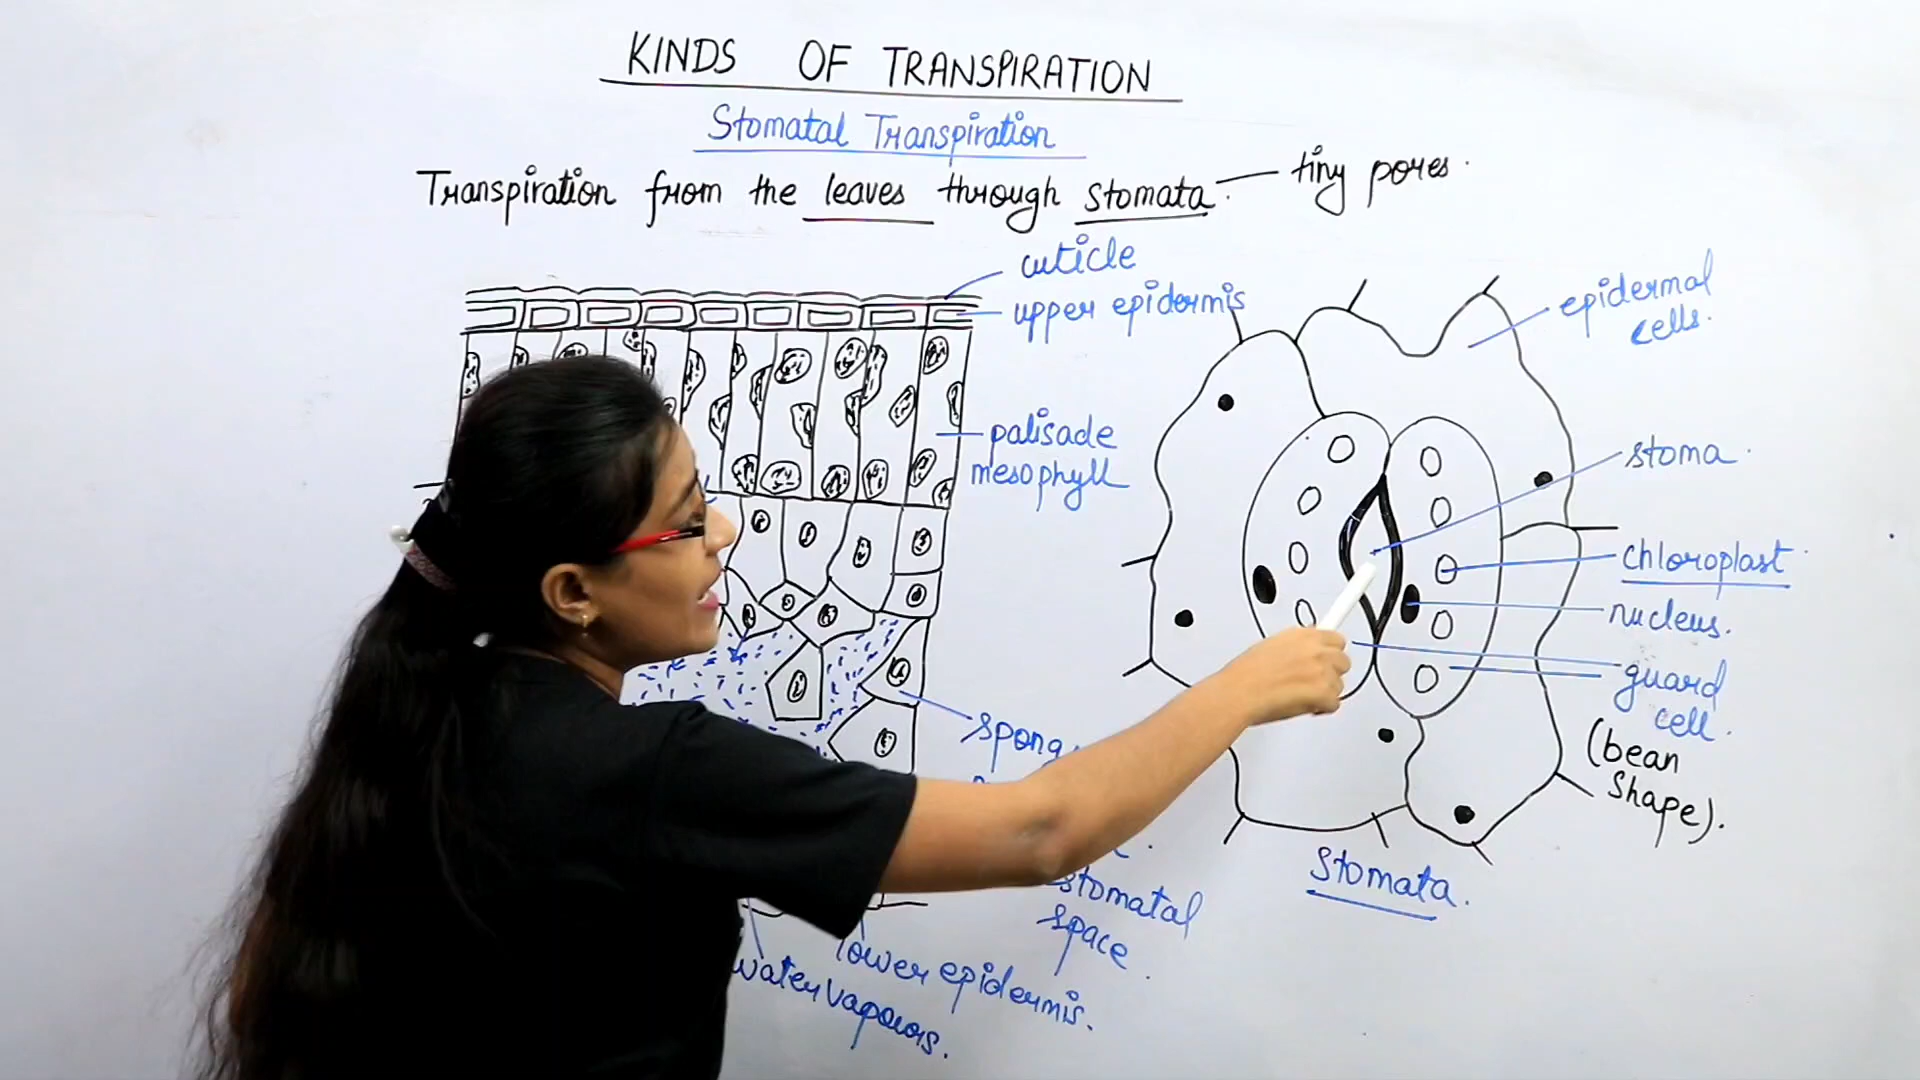 KINDS OF TRANSPIRATION
Stomatal Transpiration
Transpiration from the leaves through stomata. — tiny pores.
cuticle
upper epidermis
palisade
mesophyll
stomatal
space.
lower epidermis.
water vapours.
epidermal
cells.
stoma.
chloroplast
nucleus.
guard
cell.
(bean
Shape).
Stomata.